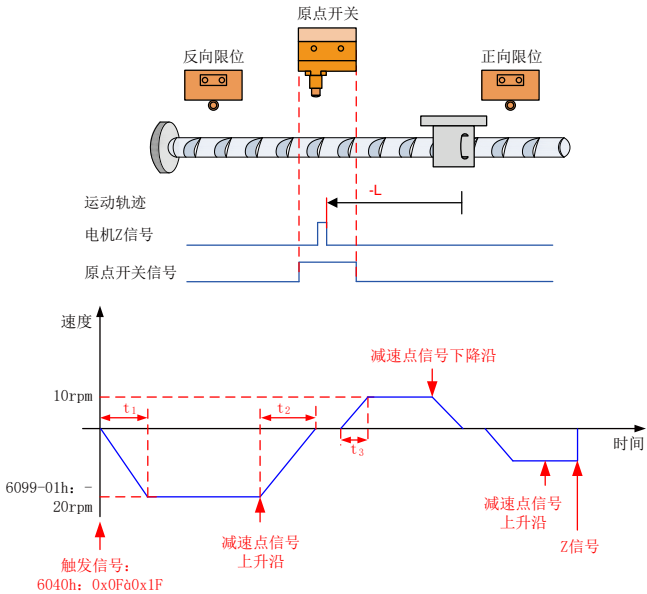 原点开关
反向限位
正向限位
运动轨迹
-L
电机Z信号
原点开关信号
速度
减速点信号下降沿
10rpm
t1
t2
t3
时间
6099-01h: -
20rpm
减速点信号
上升沿
减速点信号
上升沿
Z信号
触发信号:
6040h: 0x0Fà0x1F